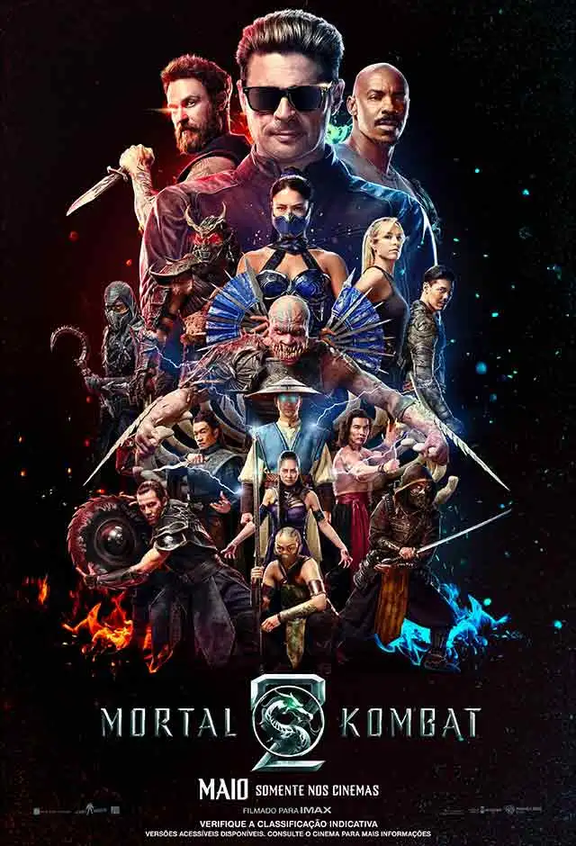 MORTAL 2 KOMBAT
MAIO SOMENTE NOS CINEMAS
FILMADO PARA IMAX
VERIFIQUE A CLASSIFICAÇÃO INDICATIVA
VERSÕES ACESSÍVEIS DISPONÍVEIS. CONSULTE O CINEMA PARA MAIS INFORMAÇÕES